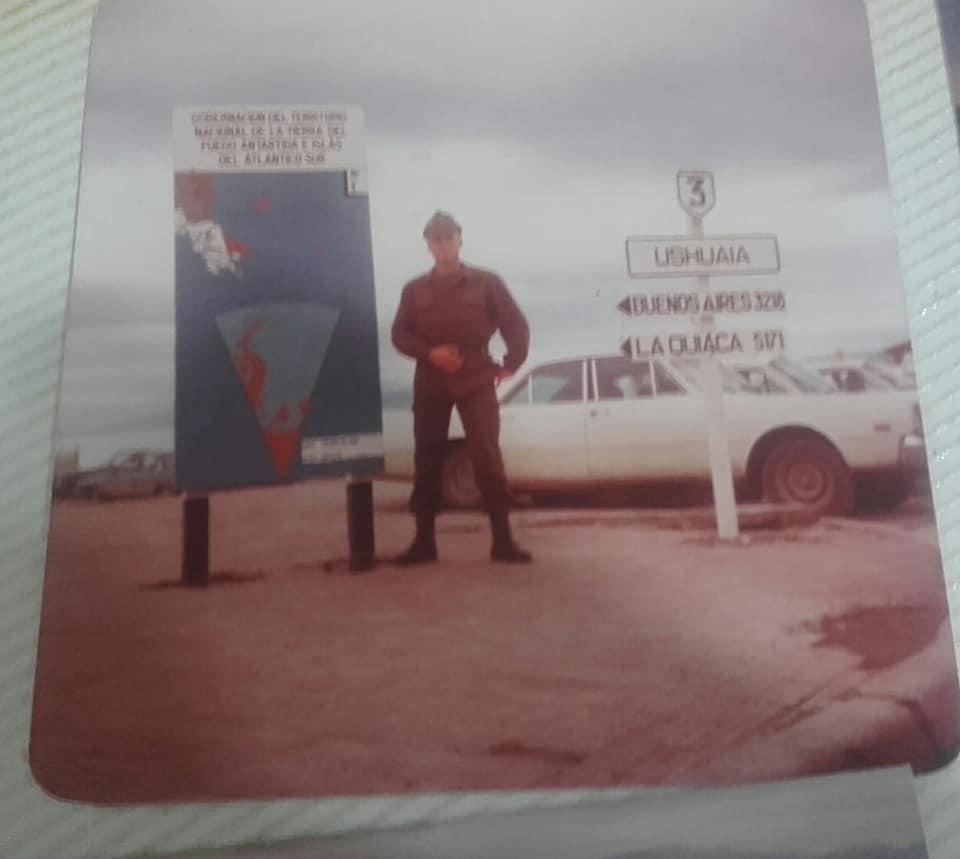 GOBERNACION DEL TERRITORIO
NACIONAL DE LA TIERRA DEL
FUEGO ANTARTIDA E ISLAS
DEL ATLANTICO SUR
3
USHUAIA
BUENOS AIRES 3218
LA QUIACA 5171